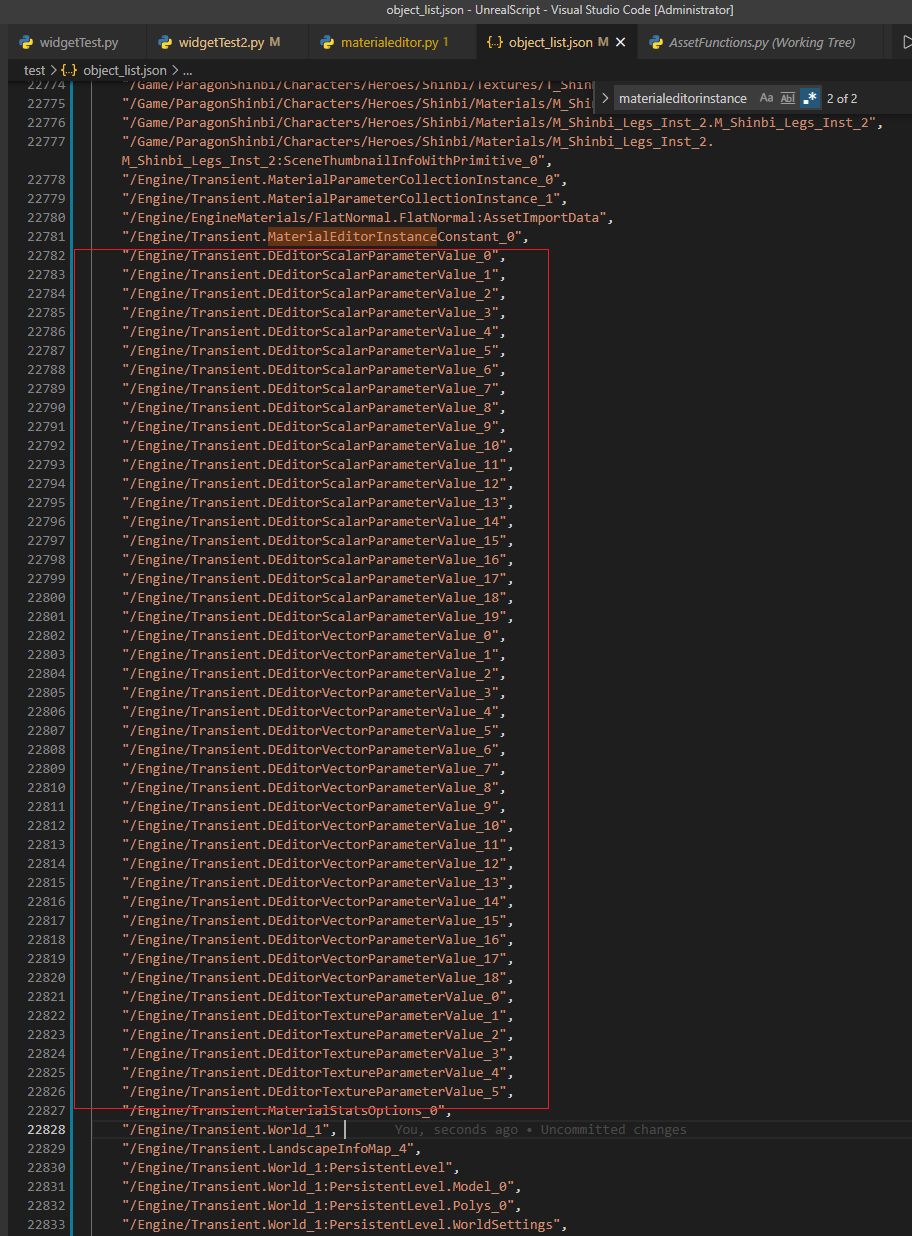 object_list.json - UnrealScript - Visual Studio Code [Administrator]
widgetTest.py widgetTest2.py M materialeditor.py 1 {..} object_list.json M AssetFunctions.py (Working Tree)
test > {..} object_list.json > ...
materialeditorinstance Aa Abl .* 2 of 2
22774 "/Game/ParagonShinbi/Characters/Heroes/Shinbi/Textures/T_Shin
22775 "/Game/ParagonShinbi/Characters/Heroes/Shinbi/Materials/M_Shi
22776 "/Game/ParagonShinbi/Characters/Heroes/Shinbi/Materials/M_Shinbi_Legs_Inst_2.M_Shinbi_Legs_Inst_2",
22777 "/Game/ParagonShinbi/Characters/Heroes/Shinbi/Materials/M_Shinbi_Legs_Inst_2.
M_Shinbi_Legs_Inst_2:SceneThumbnailInfoWithPrimitive_0",
22778 "/Engine/Transient.MaterialParameterCollectionInstance_0",
22779 "/Engine/Transient.MaterialParameterCollectionInstance_1",
22780 "/Engine/EngineMaterials/FlatNormal.FlatNormal:AssetImportData",
22781 "/Engine/Transient.MaterialEditorInstanceConstant_0",
22782 "/Engine/Transient.DEditorScalarParameterValue_0",
22783 "/Engine/Transient.DEditorScalarParameterValue_1",
22784 "/Engine/Transient.DEditorScalarParameterValue_2",
22785 "/Engine/Transient.DEditorScalarParameterValue_3",
22786 "/Engine/Transient.DEditorScalarParameterValue_4",
22787 "/Engine/Transient.DEditorScalarParameterValue_5",
22788 "/Engine/Transient.DEditorScalarParameterValue_6",
22789 "/Engine/Transient.DEditorScalarParameterValue_7",
22790 "/Engine/Transient.DEditorScalarParameterValue_8",
22791 "/Engine/Transient.DEditorScalarParameterValue_9",
22792 "/Engine/Transient.DEditorScalarParameterValue_10",
22793 "/Engine/Transient.DEditorScalarParameterValue_11",
22794 "/Engine/Transient.DEditorScalarParameterValue_12",
22795 "/Engine/Transient.DEditorScalarParameterValue_13",
22796 "/Engine/Transient.DEditorScalarParameterValue_14",
22797 "/Engine/Transient.DEditorScalarParameterValue_15",
22798 "/Engine/Transient.DEditorScalarParameterValue_16",
22799 "/Engine/Transient.DEditorScalarParameterValue_17",
22800 "/Engine/Transient.DEditorScalarParameterValue_18",
22801 "/Engine/Transient.DEditorScalarParameterValue_19",
22802 "/Engine/Transient.DEditorVectorParameterValue_0",
22803 "/Engine/Transient.DEditorVectorParameterValue_1",
22804 "/Engine/Transient.DEditorVectorParameterValue_2",
22805 "/Engine/Transient.DEditorVectorParameterValue_3",
22806 "/Engine/Transient.DEditorVectorParameterValue_4",
22807 "/Engine/Transient.DEditorVectorParameterValue_5",
22808 "/Engine/Transient.DEditorVectorParameterValue_6",
22809 "/Engine/Transient.DEditorVectorParameterValue_7",
22810 "/Engine/Transient.DEditorVectorParameterValue_8",
22811 "/Engine/Transient.DEditorVectorParameterValue_9",
22812 "/Engine/Transient.DEditorVectorParameterValue_10",
22813 "/Engine/Transient.DEditorVectorParameterValue_11",
22814 "/Engine/Transient.DEditorVectorParameterValue_12",
22815 "/Engine/Transient.DEditorVectorParameterValue_13",
22816 "/Engine/Transient.DEditorVectorParameterValue_14",
22817 "/Engine/Transient.DEditorVectorParameterValue_15",
22818 "/Engine/Transient.DEditorVectorParameterValue_16",
22819 "/Engine/Transient.DEditorVectorParameterValue_17",
22820 "/Engine/Transient.DEditorVectorParameterValue_18",
22821 "/Engine/Transient.DEditorTextureParameterValue_0",
22822 "/Engine/Transient.DEditorTextureParameterValue_1",
22823 "/Engine/Transient.DEditorTextureParameterValue_2",
22824 "/Engine/Transient.DEditorTextureParameterValue_3",
22825 "/Engine/Transient.DEditorTextureParameterValue_4",
22826 "/Engine/Transient.DEditorTextureParameterValue_5",
22827 "/Engine/Transient.MaterialStatsOptions_0",
22828 "/Engine/Transient.World_1", You, seconds ago • Uncommitted changes
22829 "/Engine/Transient.LandscapeInfoMap_4",
22830 "/Engine/Transient.World_1:PersistentLevel",
22831 "/Engine/Transient.World_1:PersistentLevel.Model_0",
22832 "/Engine/Transient.World_1:PersistentLevel.Polys_0",
22833 "/Engine/Transient.World_1:PersistentLevel.WorldSettings",